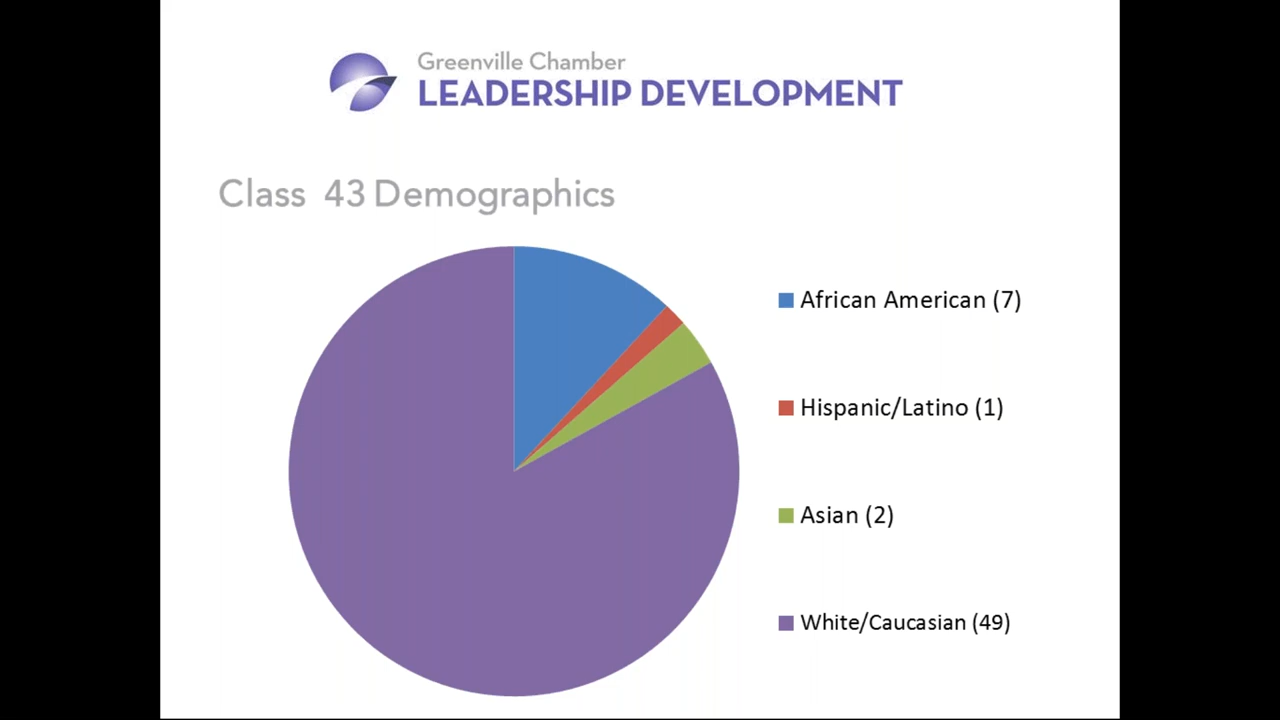 Greenville Chamber
LEADERSHIP DEVELOPMENT
Class 43 Demographics
African American (7)
Hispanic/Latino (1)
Asian (2)
White/Caucasian (49)